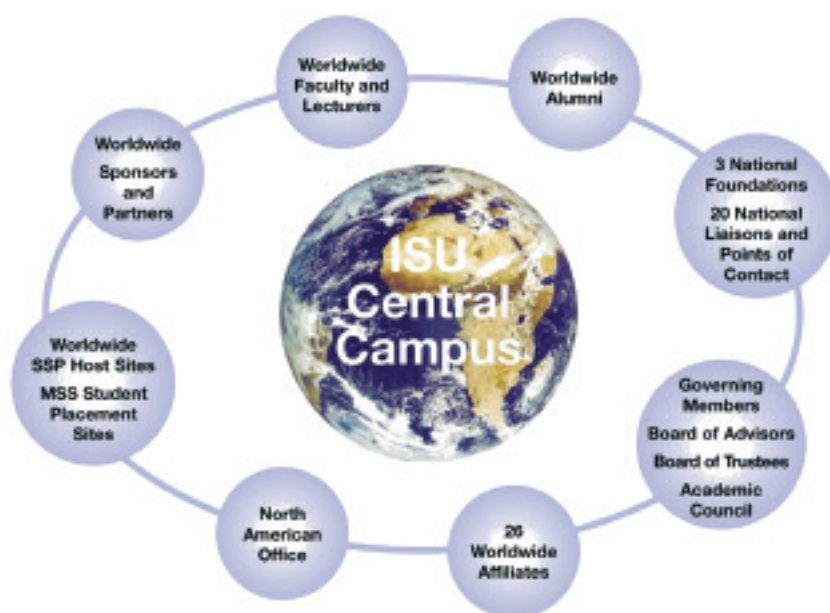 Worldwide
Faculty and
Lecturers
Worldwide
Alumni
Worldwide
Sponsors
and
Partners
3 National
Foundations
20 National
Liaisons and
Points of
Contact
ISU
Central
Campus
Worldwide
SSP Host Sites
MSS Student
Placement
Sites
Governing
Members
Board of Advisors
Board of Trustees
Academic
Council
North
American
Office
26
Worldwide
Affiliates